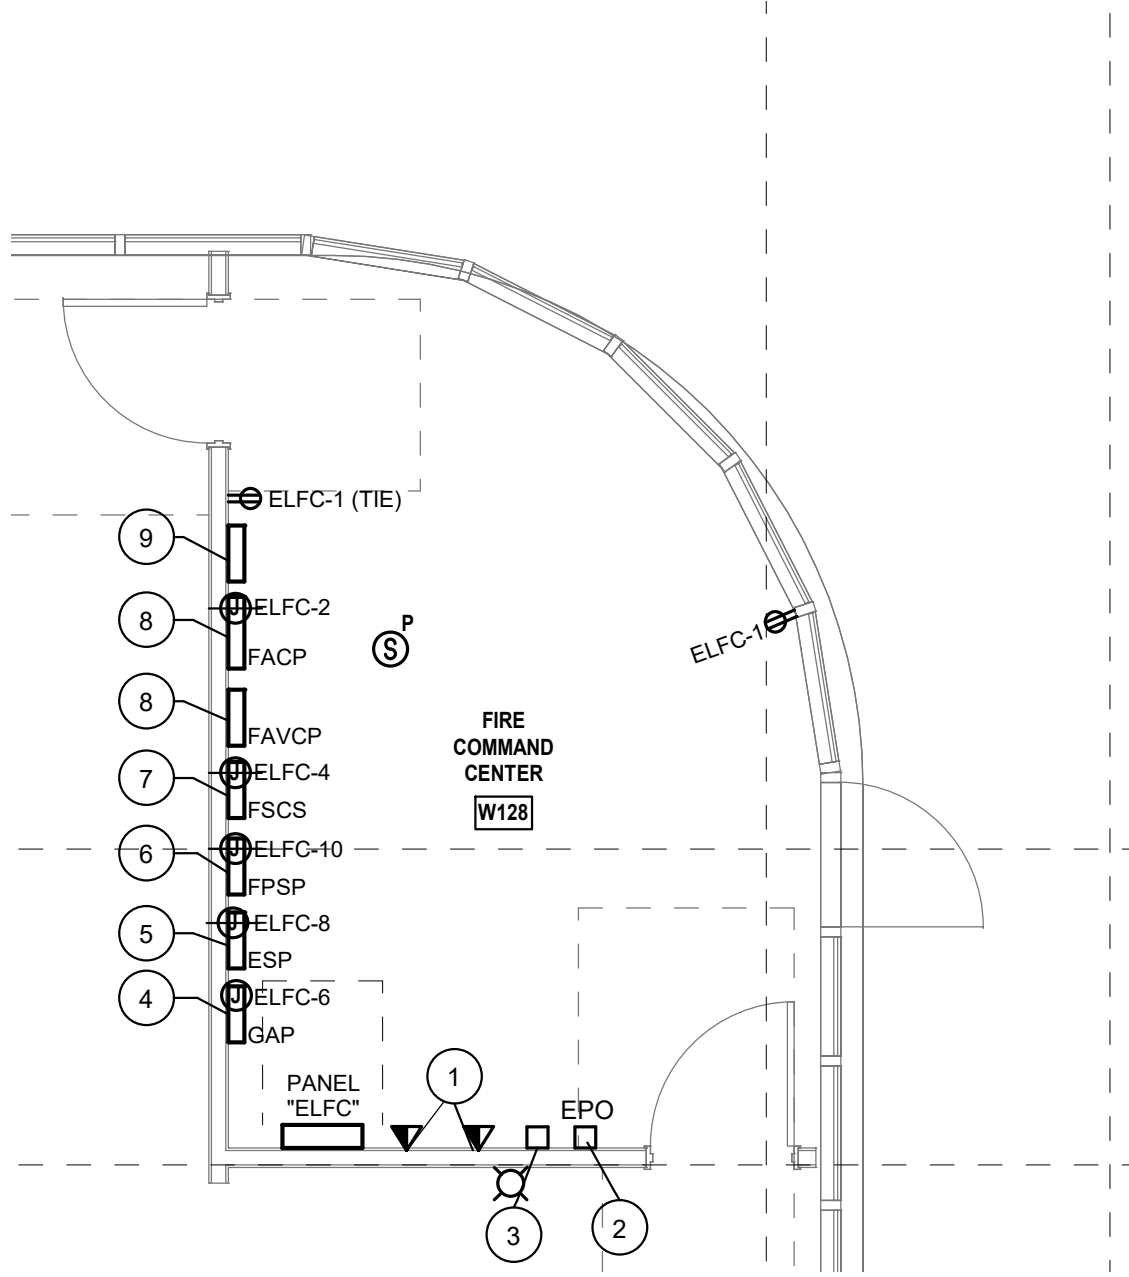 ELFC-1 (TIE)
9
J ELFC-2
8
FACP
P
S
ELFC-1
8
FAVCP
FIRE
COMMAND
CENTER
W128
J ELFC-4
7
FSCS
J ELFC-10
6
FPSP
J ELFC-8
5
ESP
J ELFC-6
4
GAP
PANEL
"ELFC"
1
EPO
3
2